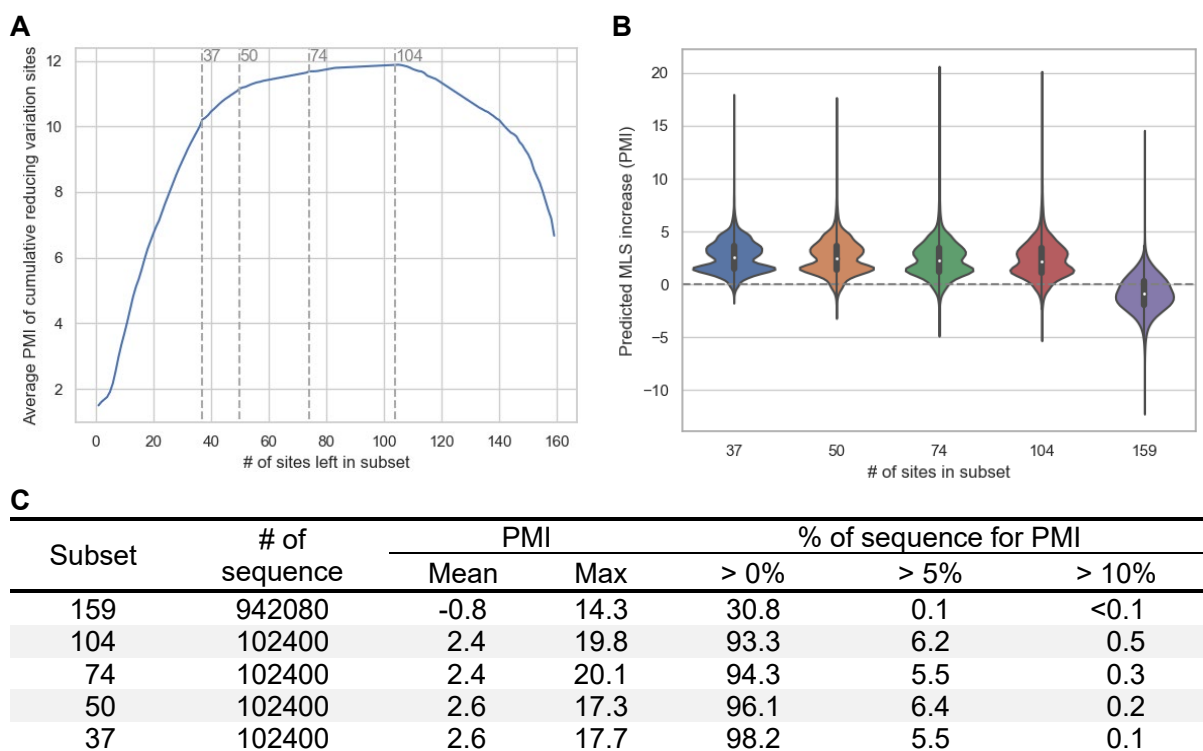 A
B
37 50 74 104
12
10
8
6
4
2
Average PMI of cumulative reducing variation sites
0 20 40 60 80 100 120 140 160
# of sites left in subset
20
15
10
5
0
−5
−10
Predicted MLS increase (PMI)
37 50 74 104 159
# of sites in subset
C
Subset # of sequence PMI % of sequence for PMI
Mean Max > 0% > 5% > 10%
159 942080 -0.8 14.3 30.8 0.1 <0.1
104 102400 2.4 19.8 93.3 6.2 0.5
74 102400 2.4 20.1 94.3 5.5 0.3
50 102400 2.6 17.3 96.1 6.4 0.2
37 102400 2.6 17.7 98.2 5.5 0.1